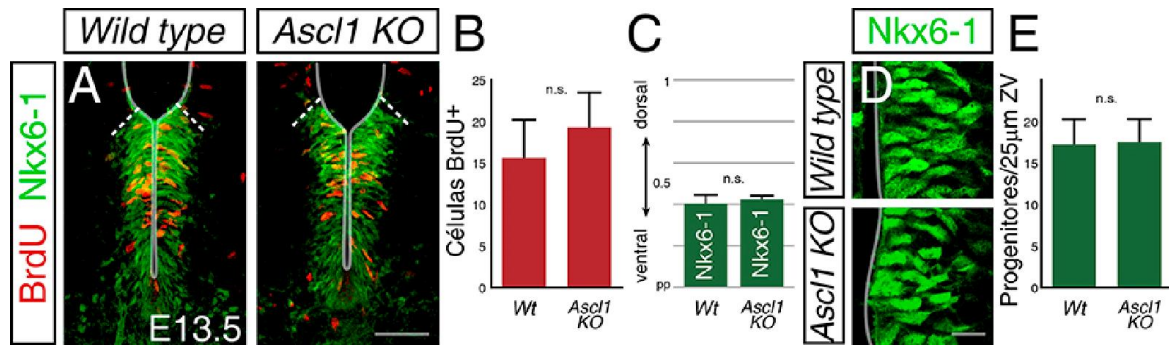 Wild type
Ascl1 KO
BrdU Nkx6-1
A
E13.5
B
Células BrdU+
25
20
15
10
5
0
n.s.
Wt
Ascl1
KO
C
dorsal
ventral
1
0.5
pp
n.s.
Nkx6-1
Nkx6-1
Wt
Ascl1
KO
Nkx6-1
D
Wild type
Ascl1 KO
E
Progenitores/25μm ZV
25
20
15
10
5
0
n.s.
Wt
Ascl1
KO